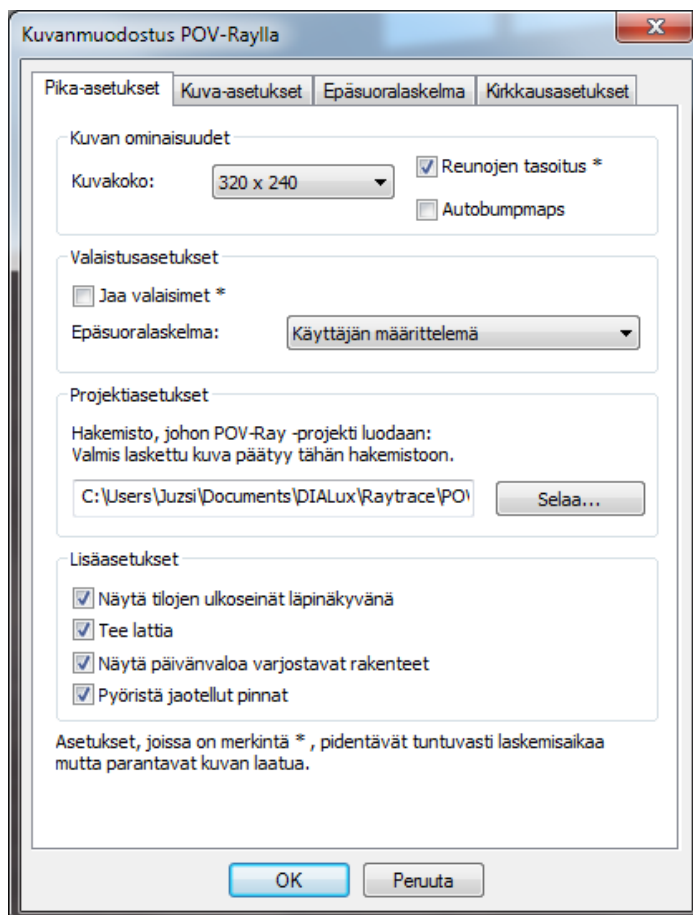 Kuvanmuodostus POV-Raylla
Pika-asetukset Kuva-asetukset Epäsuoralaskelma Kirkkausasetukset
Kuvan ominaisuudet
Kuvakoko: 320 x 240 Reunojen tasoitus *
Autobumpmaps
Valaistusasetukset
Jaa valaisimet *
Epäsuoralaskelma: Käyttäjän määrittelemä
Projektiasetukset
Hakemisto, johon POV-Ray -projekti luodaan:
Valmis laskettu kuva päätyy tähän hakemistoon.
C:\Users\Juzsi\Documents\DIALux\Raytrace\PO Selaa...
Lisäasetukset
Näytä tilojen ulkoseinät läpinäkyvänä
Tee lattia
Näytä päivänvaloa varjostavat rakenteet
Pyöristä jaotellut pinnat
Asetukset, joissa on merkintä * , pidentävät tuntuvasti laskemisaikaa
mutta parantavat kuvan laatua.
OK Peruuta